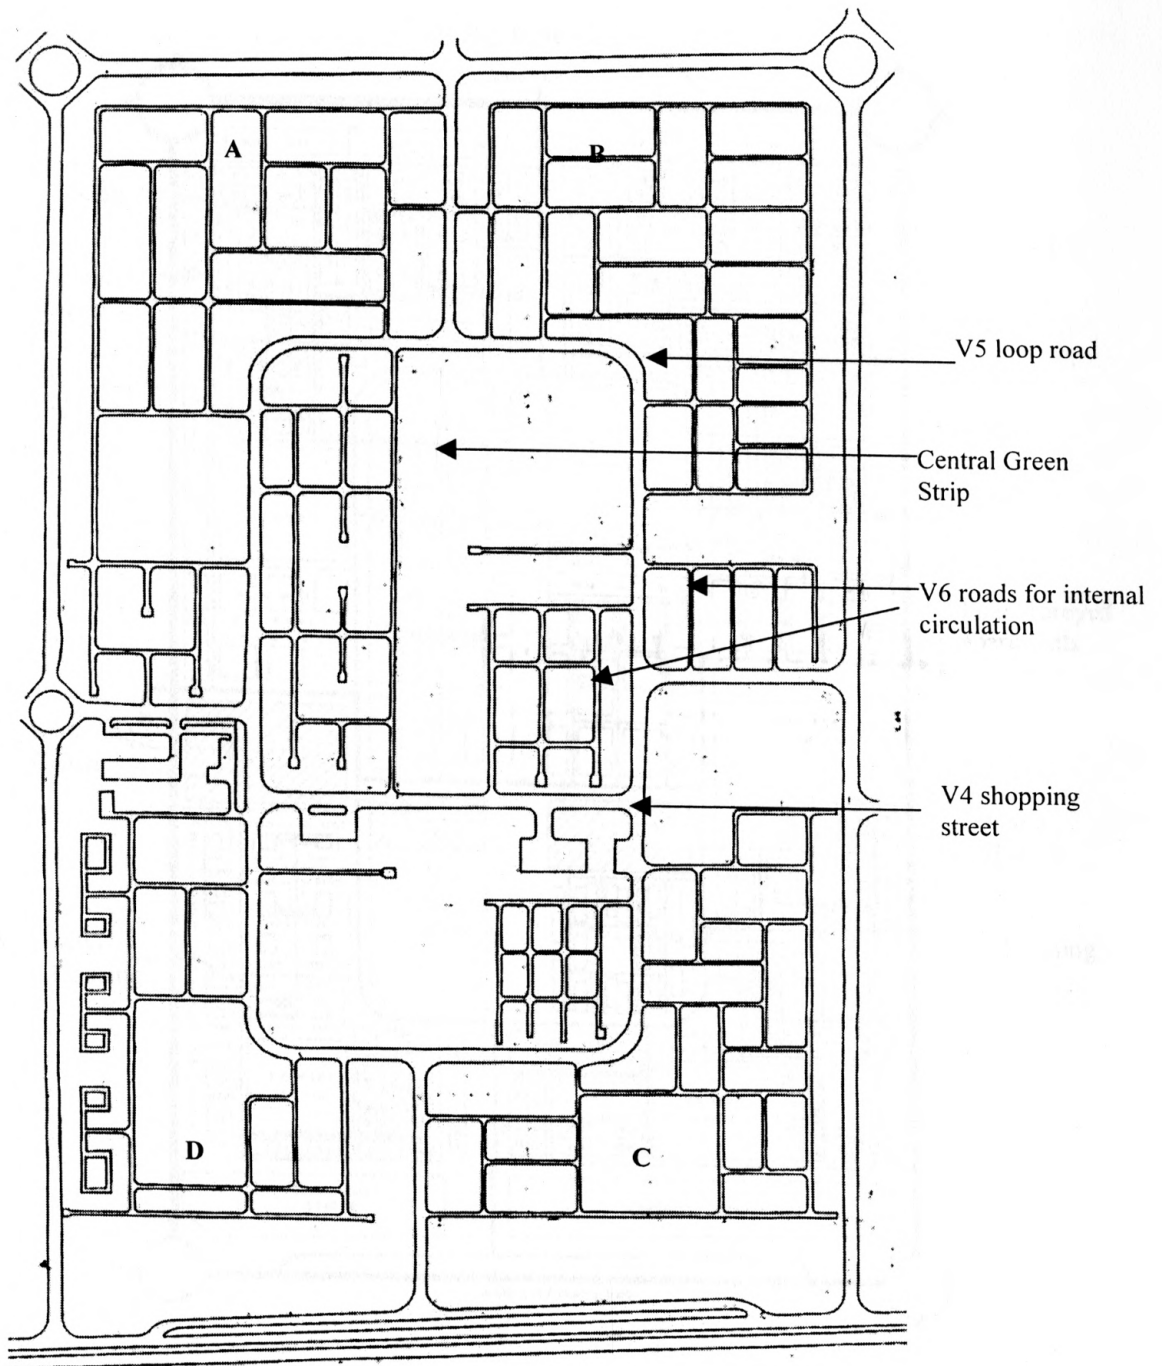 A
B
V5 loop road
Central Green
Strip
V6 roads for internal
circulation
V4 shopping
street
D
C